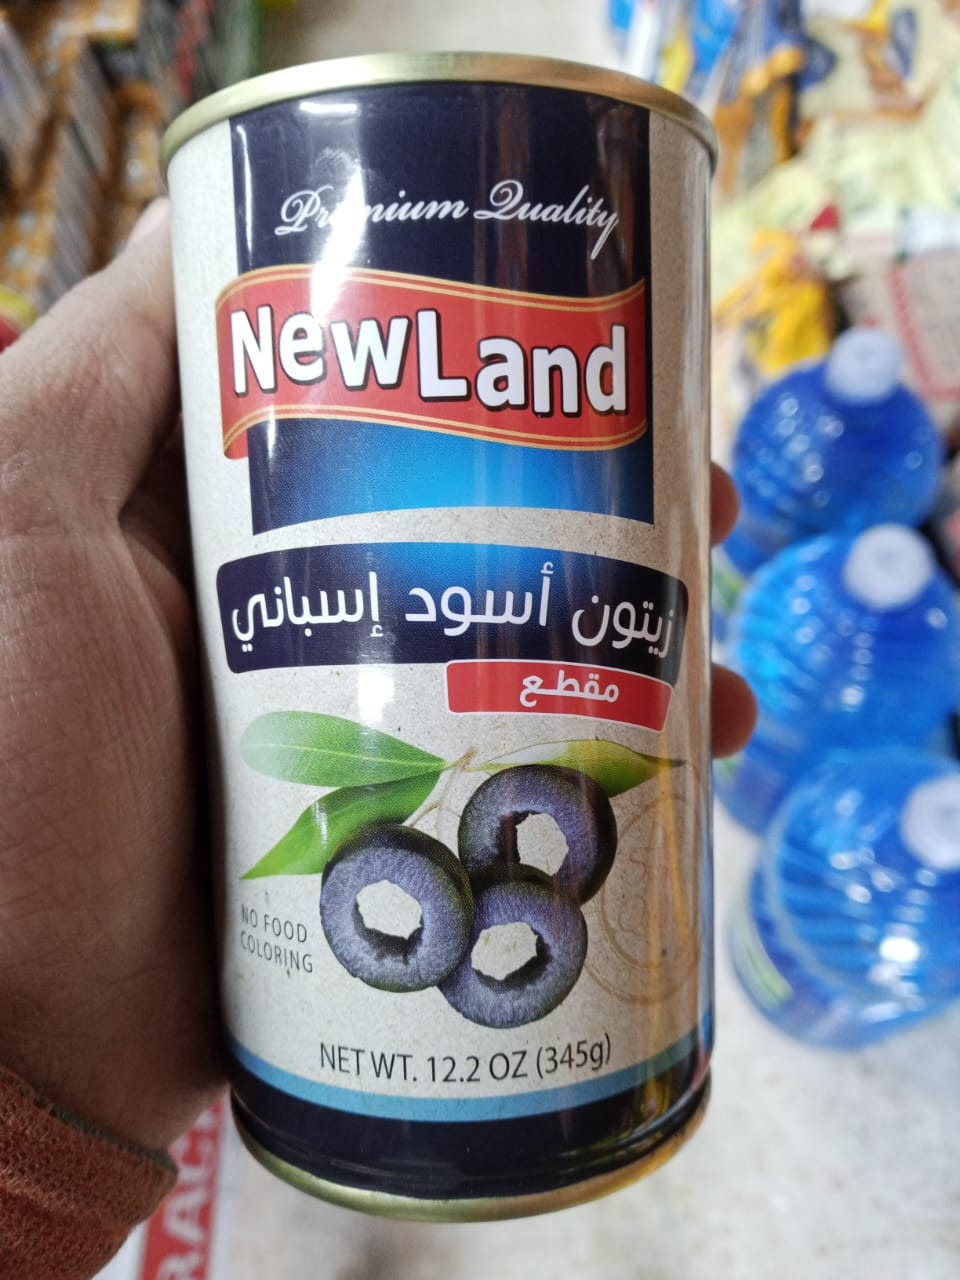 Premium Quality
NewLand
زيتون أسود إسباني
مقطع
NO FOOD
COLORING
NET WT. 12.2 OZ (345g)